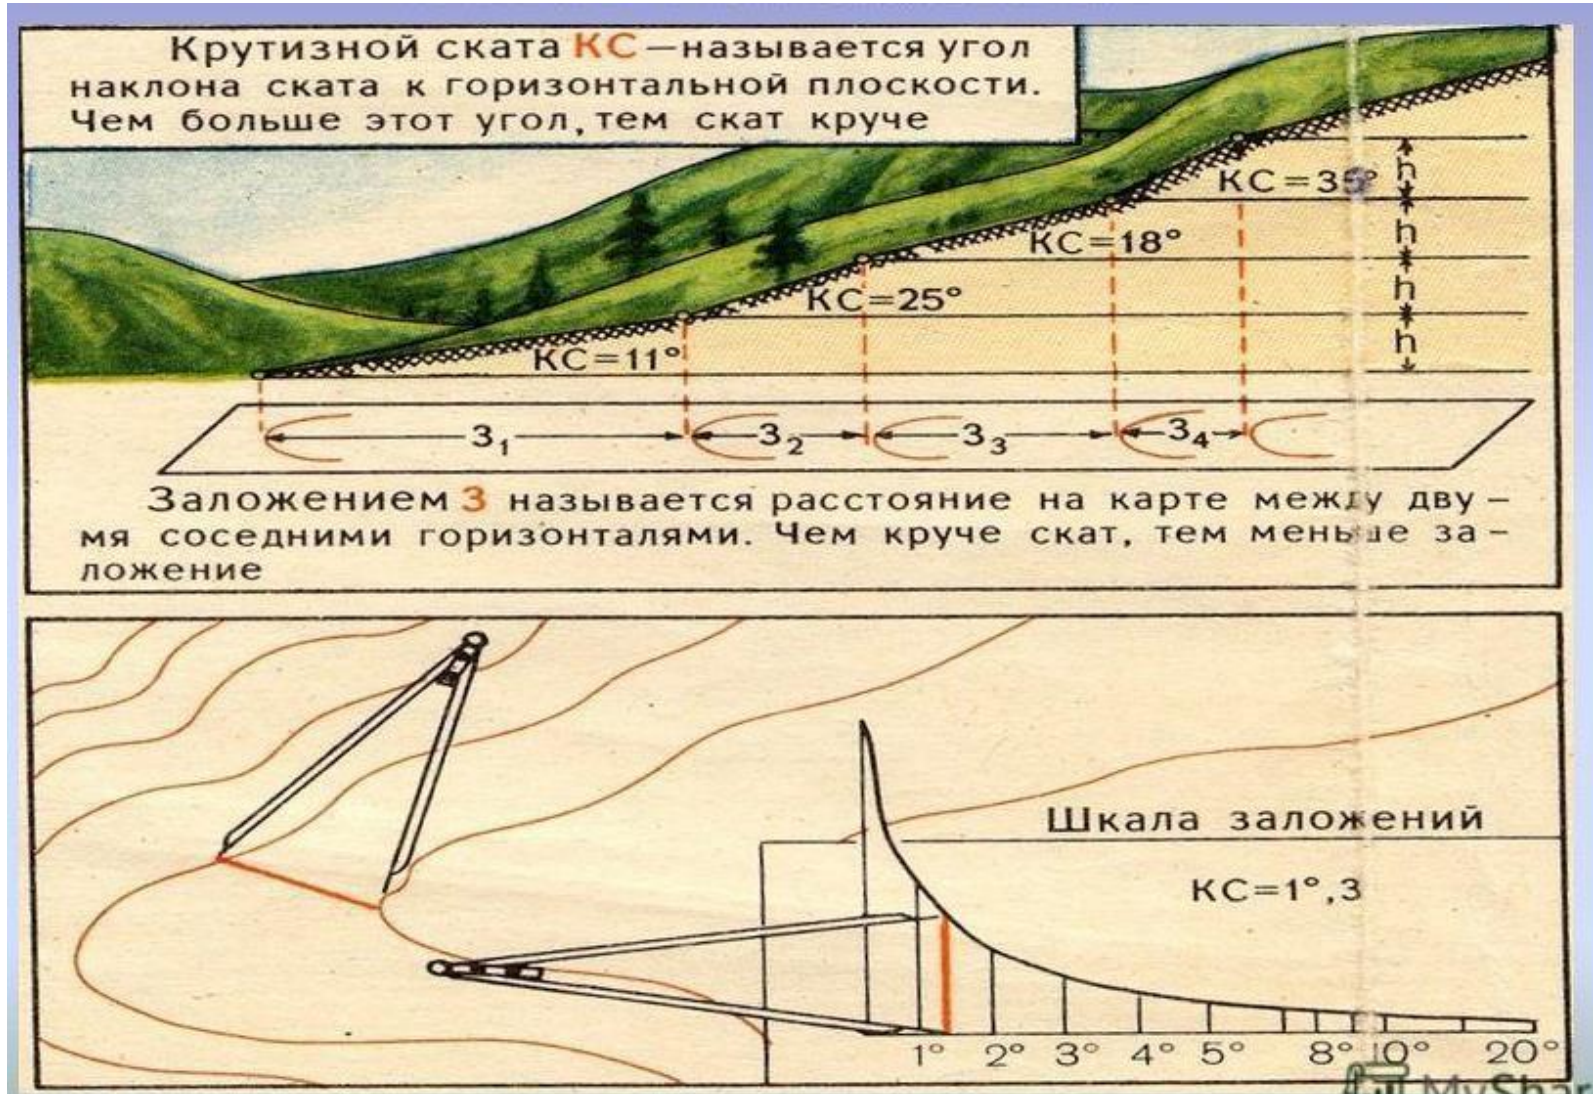 Крутизной ската КС — называется угол
наклона ската к горизонтальной плоскости.
Чем больше этот угол, тем скат круче
КС=35°
h
КС=18°
h
КС=25°
h
КС=11°
h
З₁
З₂
З₃
З₄
Заложением З называется расстояние на карте между дву–
мя соседними горизонталями. Чем круче скат, тем меньше за–
ложение
Шкала заложений
КС=1°,3
1° 2° 3° 4° 5° 8° 10° 20°